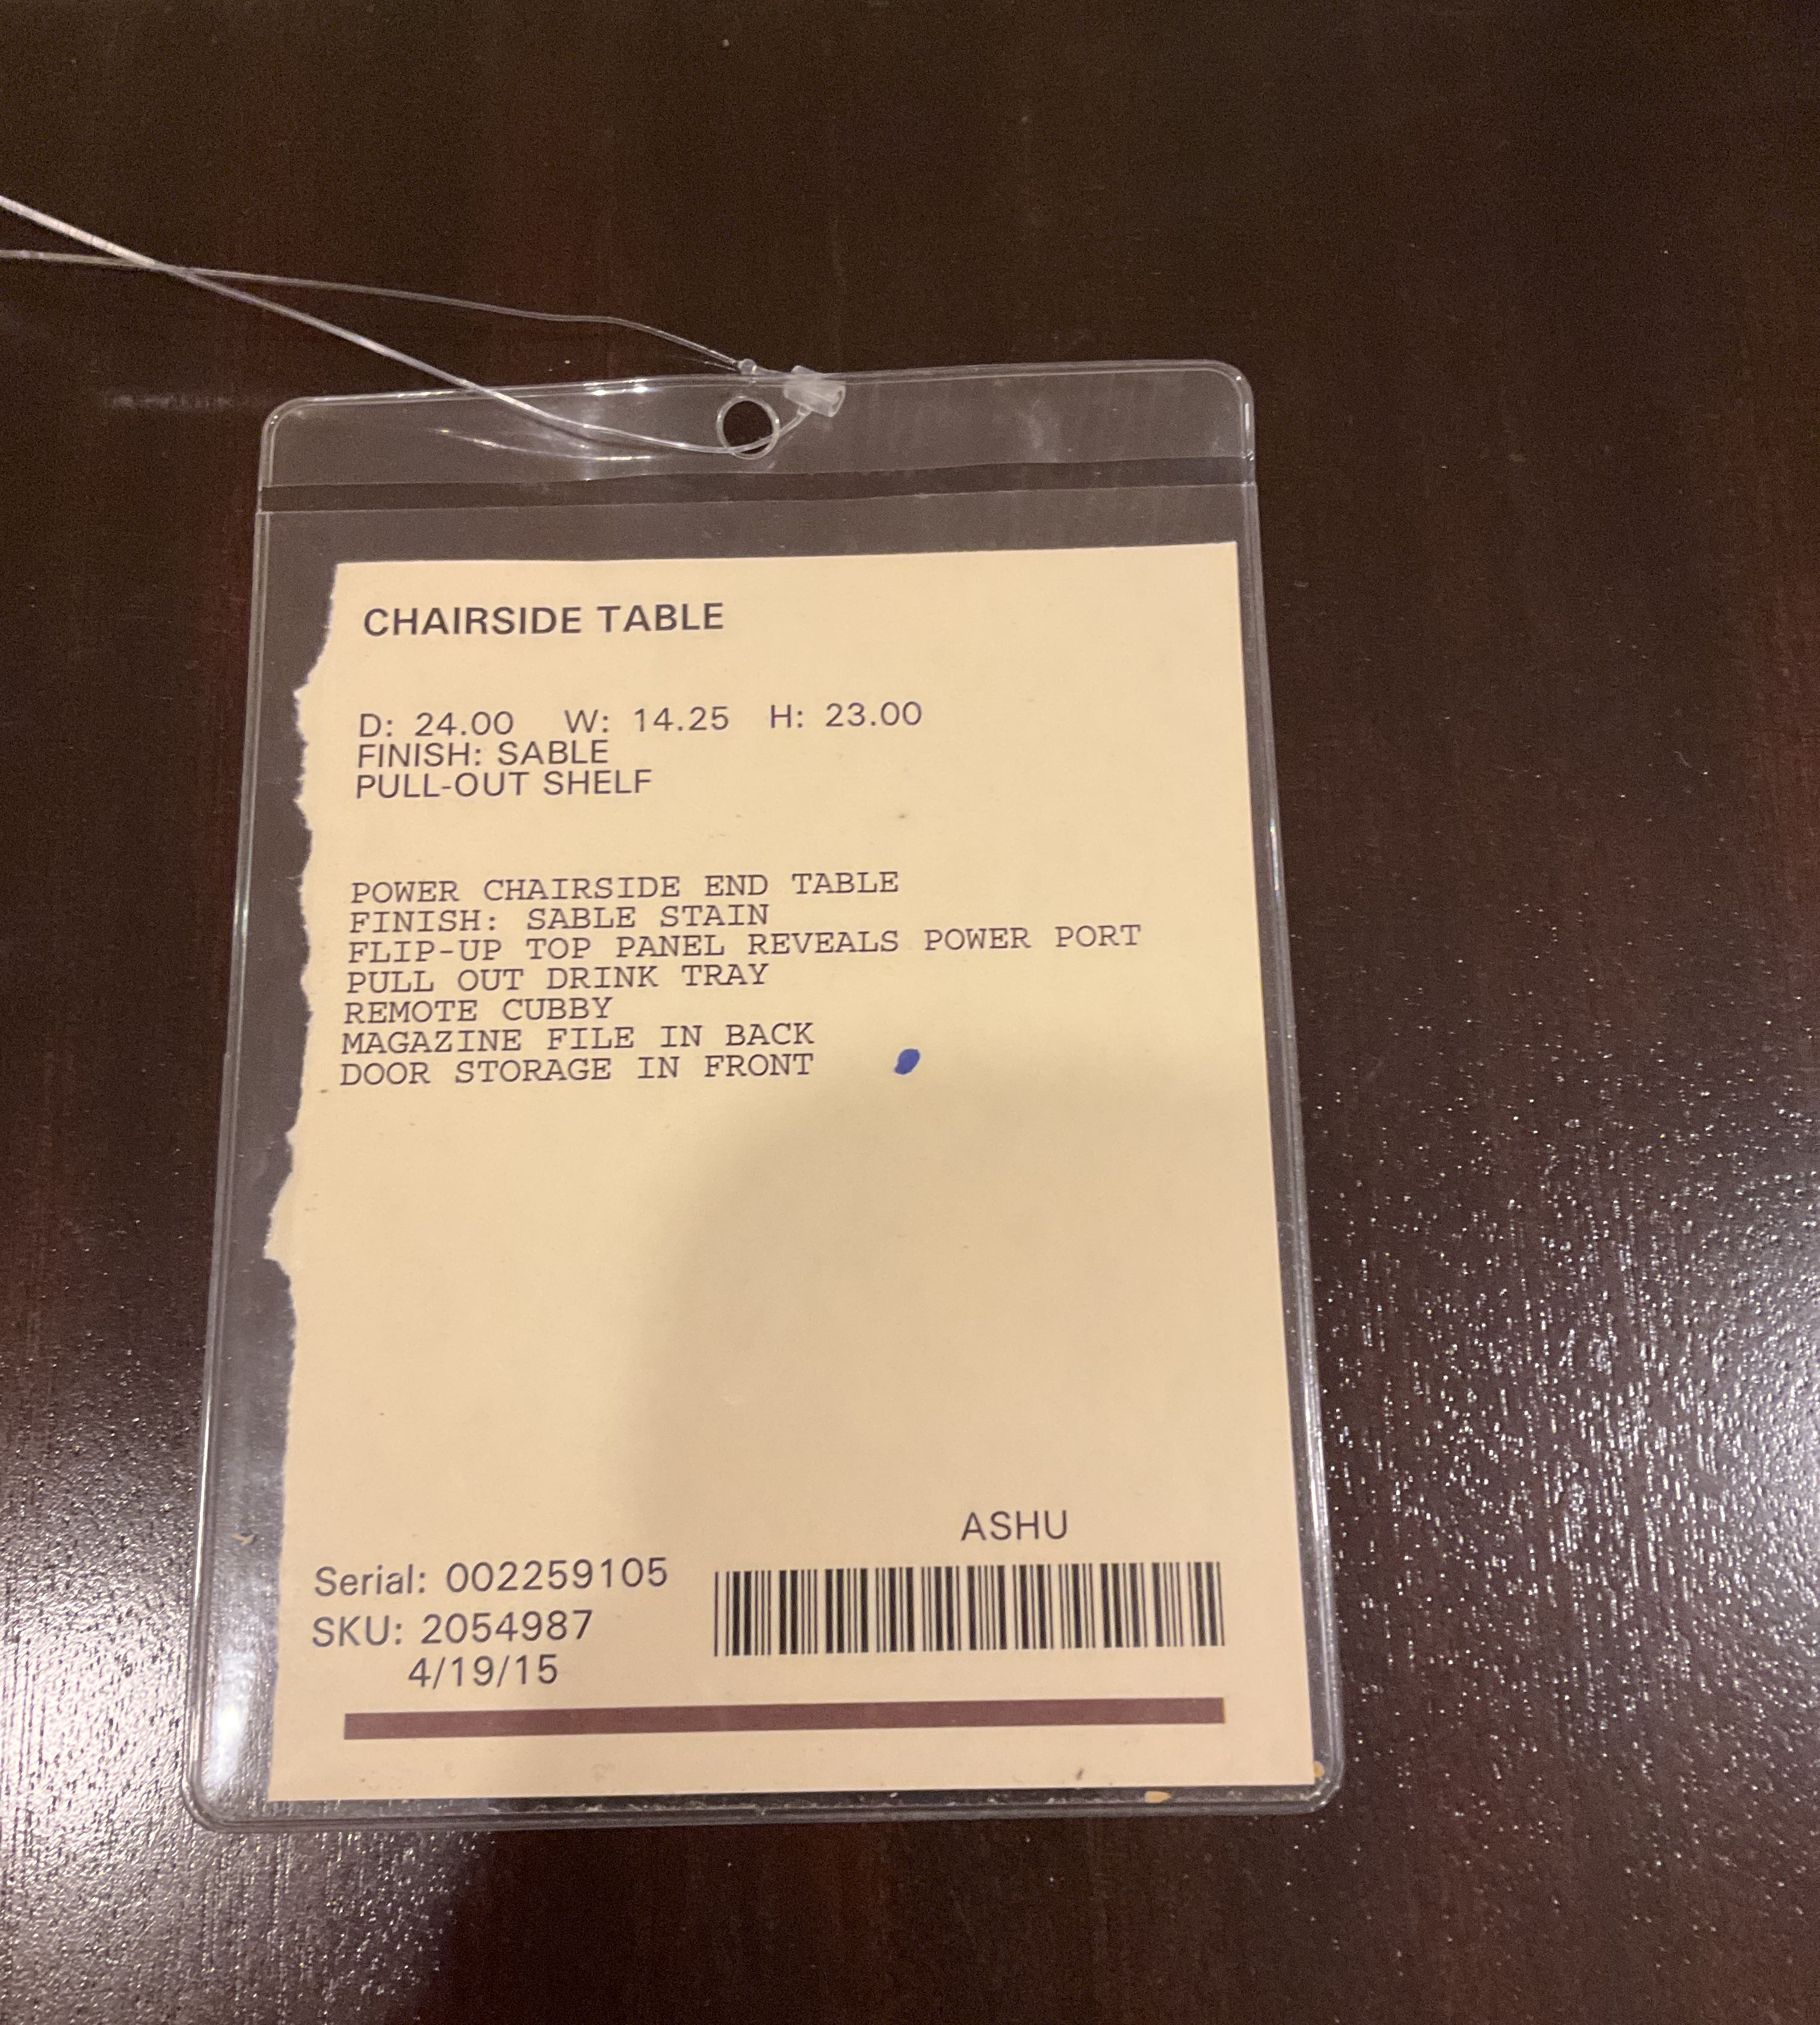 CHAIRSIDE TABLE
D: 24.00 W: 14.25 H: 23.00
FINISH: SABLE
PULL-OUT SHELF
POWER CHAIRSIDE END TABLE
FINISH: SABLE STAIN
FLIP-UP TOP PANEL REVEALS POWER PORT
PULL OUT DRINK TRAY
REMOTE CUBBY
MAGAZINE FILE IN BACK
DOOR STORAGE IN FRONT
ASHU
Serial: 002259105
SKU: 2054987
4/19/15